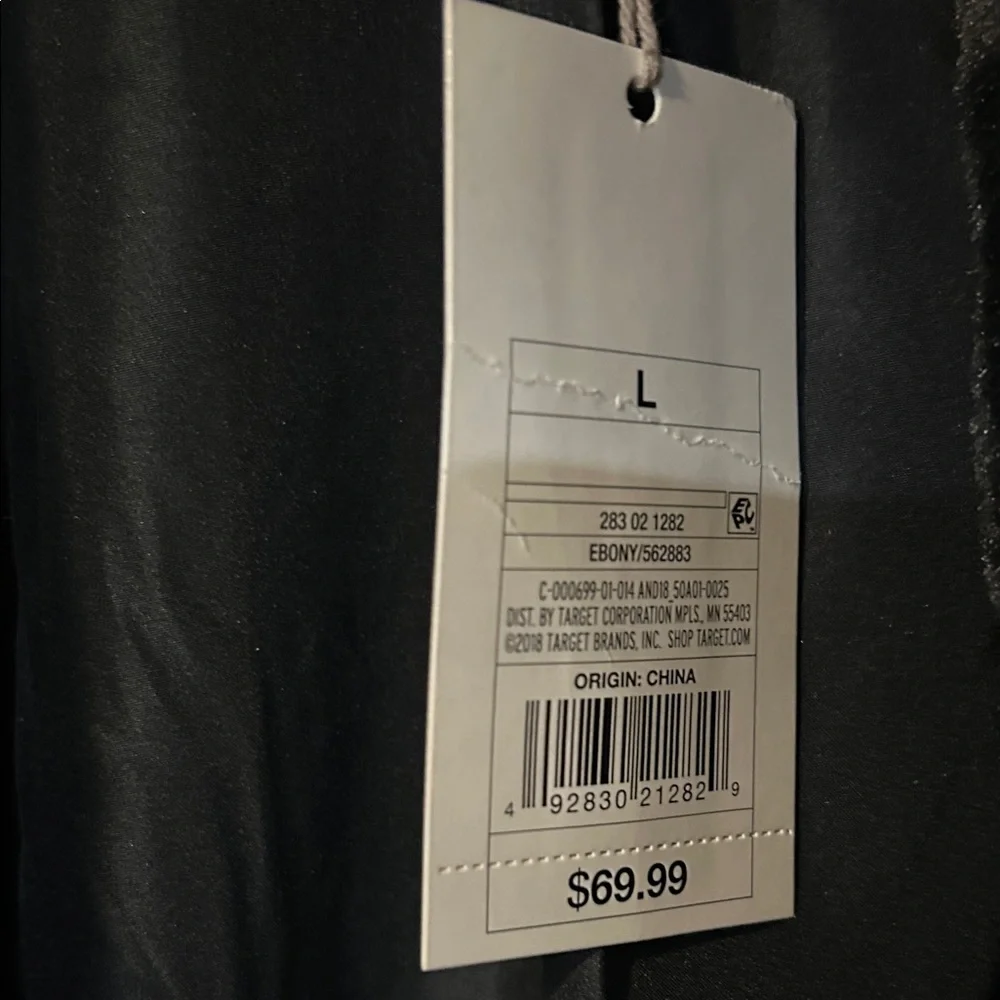 L
283 02 1282
EPC
EBONY/562883
C-000699-01-014 AND18_50A01-0025
DIST. BY TARGET CORPORATION MPLS., MN 55403
©2018 TARGET BRANDS, INC. SHOP TARGET.COM
ORIGIN: CHINA
4 92830 21282 9
$69.99